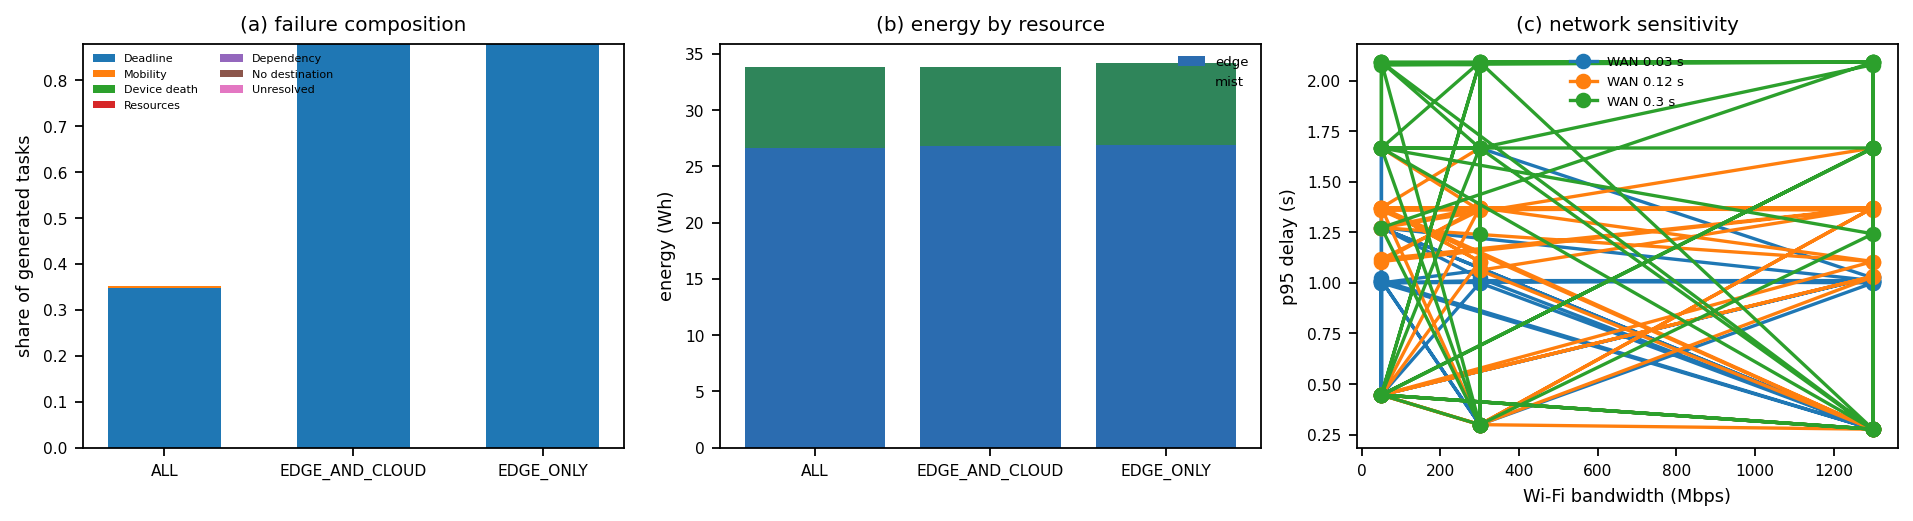 (a) failure composition
share of generated tasks
0.8
0.7
0.6
0.5
0.4
0.3
0.2
0.1
0.0
Deadline
Mobility
Device death
Resources
Dependency
No destination
Unresolved
ALL
EDGE_AND_CLOUD
EDGE_ONLY
(b) energy by resource
energy (Wh)
35
30
25
20
15
10
5
0
edge
mist
ALL
EDGE_AND_CLOUD
EDGE_ONLY
(c) network sensitivity
p95 delay (s)
2.00
1.75
1.50
1.25
1.00
0.75
0.50
0.25
WAN 0.03 s
WAN 0.12 s
WAN 0.3 s
0
200
400
600
800
1000
1200
Wi-Fi bandwidth (Mbps)